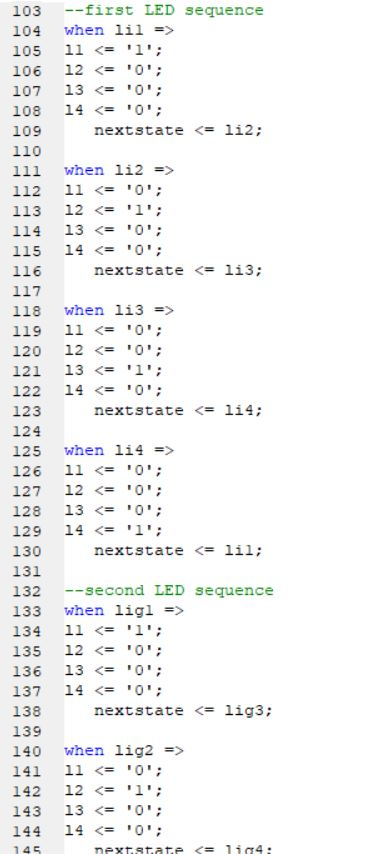 103 --first LED sequence
104 when li1 =>
105 l1 <= '1';
106 l2 <= '0';
107 l3 <= '0';
108 l4 <= '0';
109 nextstate <= li2;
110
111 when li2 =>
112 l1 <= '0';
113 l2 <= '1';
114 l3 <= '0';
115 l4 <= '0';
116 nextstate <= li3;
117
118 when li3 =>
119 l1 <= '0';
120 l2 <= '0';
121 l3 <= '1';
122 l4 <= '0';
123 nextstate <= li4;
124
125 when li4 =>
126 l1 <= '0';
127 l2 <= '0';
128 l3 <= '0';
129 l4 <= '1';
130 nextstate <= li1;
131
132 --second LED sequence
133 when lig1 =>
134 l1 <= '1';
135 l2 <= '0';
136 l3 <= '0';
137 l4 <= '0';
138 nextstate <= lig3;
139
140 when lig2 =>
141 l1 <= '0';
142 l2 <= '1';
143 l3 <= '0';
144 l4 <= '0';
145 nextstate <= lig4;